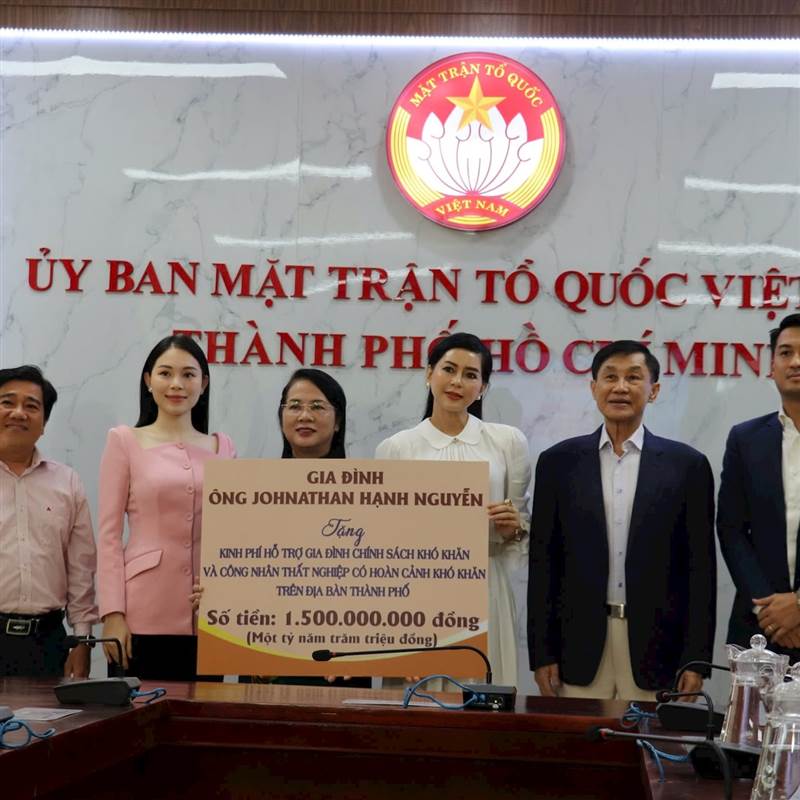 MẶT TRẬN TỔ QUỐC
VIỆT NAM
ỦY BAN MẶT TRẬN TỔ QUỐC VIỆT
THÀNH PHỐ HỒ CHÍ MINH
GIA ĐÌNH
ÔNG JOHNATHAN HẠNH NGUYỄN
Tặng
KINH PHÍ HỖ TRỢ GIA ĐÌNH CHÍNH SÁCH KHÓ KHĂN
VÀ CÔNG NHÂN THẤT NGHIỆP CÓ HOÀN CẢNH KHÓ KHĂN
TRÊN ĐỊA BÀN THÀNH PHỐ
Số tiền: 1.500.000.000 đồng
(Một tỷ năm trăm triệu đồng)